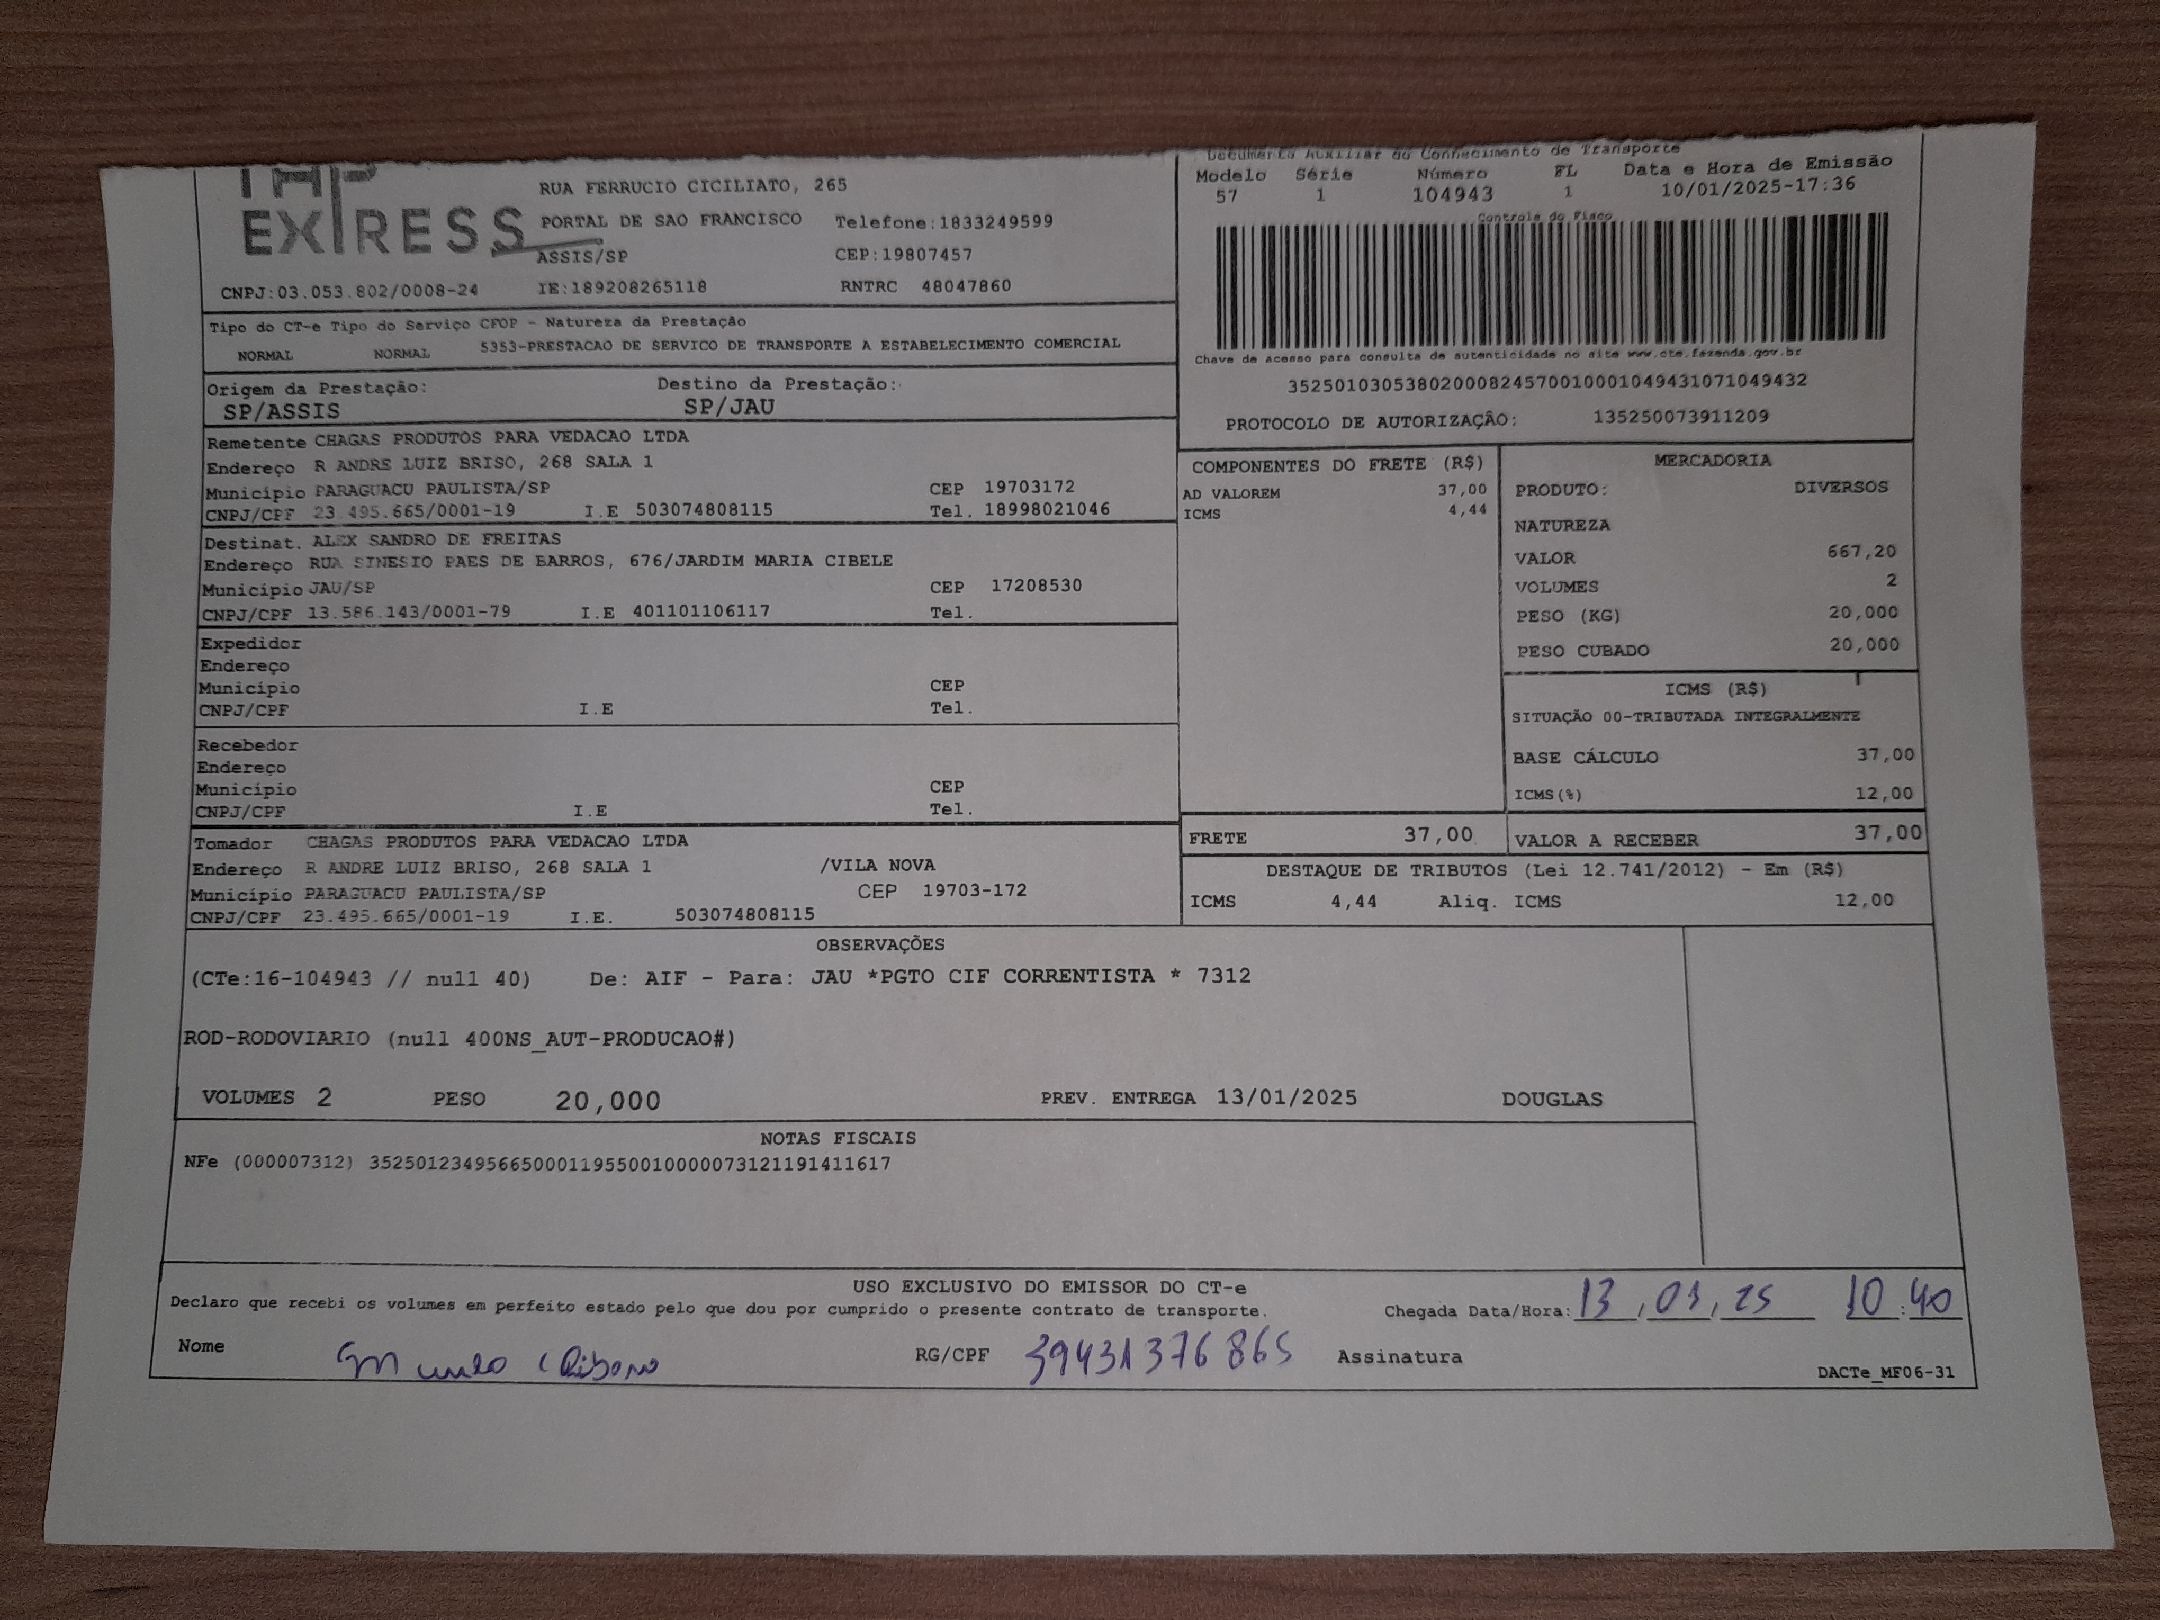 EXPRESS
RUA FERRUCIO CICILIATO, 265
PORTAL DE SAO FRANCISCO Telefone:1833249599
ASSIS/SP CEP:19807457
CNPJ:03.053.802/0008-24 IE:189208265118 RNTRC 48047860
Documento Auxiliar do Conhecimento de Transporte
Modelo Série Número FL Data e Hora de Emissão
57 1 104943 1 10/01/2025-17:36
Controle do Fisco
Chave de acesso para consulta de autenticidade no site www.cte.fazenda.gov.br
35250103053802000824570010001049431071049432
PROTOCOLO DE AUTORIZAÇÂO: 135250073911209
Tipo do CT-e Tipo do Serviço CFOP - Natureza da Prestação
NORMAL NORMAL 5353-PRESTACAO DE SERVICO DE TRANSPORTE A ESTABELECIMENTO COMERCIAL
Origem da Prestação: Destino da Prestação:
SP/ASSIS SP/JAU
Remetente CHAGAS PRODUTOS PARA VEDACAO LTDA
Endereço R ANDRE LUIZ BRISO, 268 SALA 1
Município PARAGUACU PAULISTA/SP CEP 19703172
CNPJ/CPF 23.495.665/0001-19 I.E 503074808115 Tel. 18998021046
Destinat. ALEX SANDRO DE FREITAS
Endereço RUA SINESIO PAES DE BARROS, 676/JARDIM MARIA CIBELE
Município JAU/SP CEP 17208530
CNPJ/CPF 13.586.143/0001-79 I.E 401101106117 Tel.
Expedidor
Endereço
Município CEP
CNPJ/CPF I.E Tel.
Recebedor
Endereço
Município CEP
CNPJ/CPF I.E Tel.
Tomador CHAGAS PRODUTOS PARA VEDACAO LTDA
Endereço R ANDRE LUIZ BRISO, 268 SALA 1 /VILA NOVA
Município PARAGUACU PAULISTA/SP CEP 19703-172
CNPJ/CPF 23.495.665/0001-19 I.E. 503074808115
COMPONENTES DO FRETE (R$)
AD VALOREM 37,00
ICMS 4,44
MERCADORIA
PRODUTO: DIVERSOS
NATUREZA
VALOR 667,20
VOLUMES 2
PESO (KG) 20,000
PESO CUBADO 20,000
ICMS (R$)
SITUAÇÃO 00-TRIBUTADA INTEGRALMENTE
BASE CÁLCULO 37,00
ICMS(%) 12,00
FRETE 37,00 VALOR A RECEBER 37,00
DESTAQUE DE TRIBUTOS (Lei 12.741/2012) - Em (R$)
ICMS 4,44 Aliq. ICMS 12,00
OBSERVAÇÕES
(CTe:16-104943 // null 40) De: AIF - Para: JAU *PGTO CIF CORRENTISTA * 7312
ROD-RODOVIARIO (null 400NS_AUT-PRODUCAO#)
VOLUMES 2 PESO 20,000 PREV. ENTREGA 13/01/2025 DOUGLAS
NOTAS FISCAIS
NFe (000007312) 35250123495665000119550010000073121191411617
USO EXCLUSIVO DO EMISSOR DO CT-e
Declaro que recebi os volumes em perfeito estado pelo que dou por cumprido o presente contrato de transporte. Chegada Data/Hora: 13,01,25 10:40
Nome RG/CPF 39431376865 Assinatura
DACTe_MF06-31